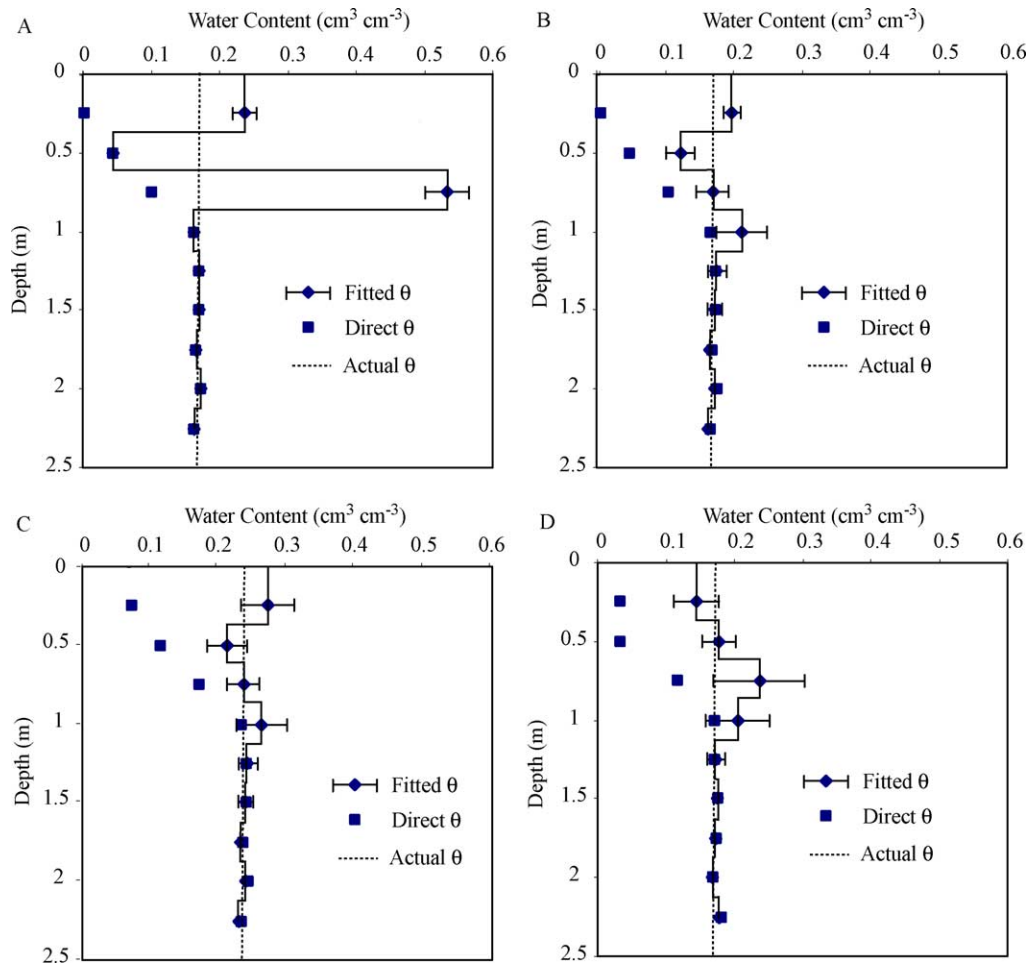 A
Water Content (cm³ cm⁻³)
0 0.1 0.2 0.3 0.4 0.5 0.6
0
0.5
1
1.5
2
2.5
Depth (m)
Fitted θ
Direct θ
Actual θ
B
Water Content (cm³ cm⁻³)
0 0.1 0.2 0.3 0.4 0.5 0.6
0
0.5
1
1.5
2
2.5
Depth (m)
Fitted θ
Direct θ
Actual θ
C
Water Content (cm³ cm⁻³)
0 0.1 0.2 0.3 0.4 0.5 0.6
0
0.5
1
1.5
2
2.5
Depth (m)
Fitted θ
Direct θ
Actual θ
D
Water Content (cm³ cm⁻³)
0 0.1 0.2 0.3 0.4 0.5 0.6
0
0.5
1
1.5
2
2.5
Depth (m)
Fitted θ
Direct θ
Actual θ